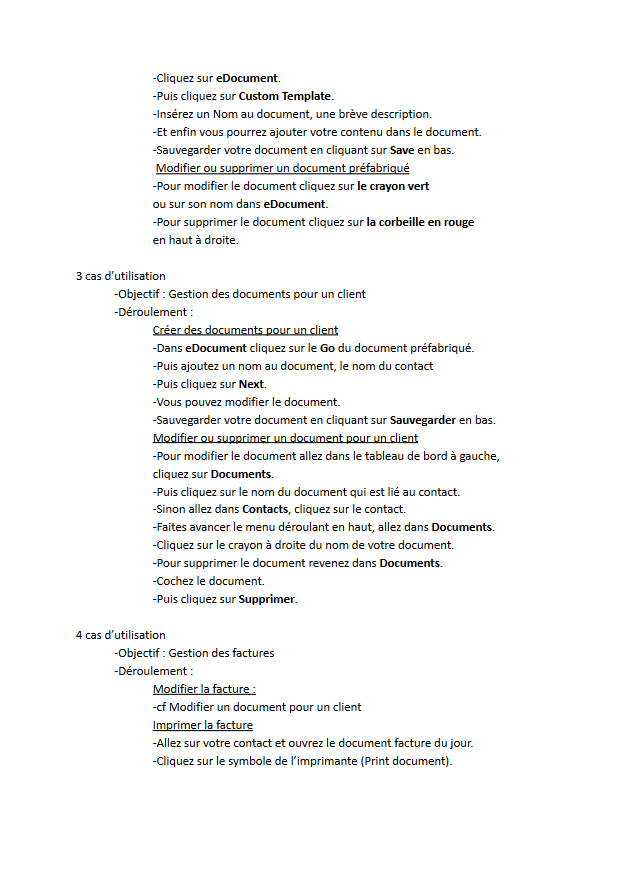 -Cliquez sur eDocument.
-Puis cliquez sur Custom Template.
-Insérez un Nom au document, une brève description.
-Et enfin vous pourrez ajouter votre contenu dans le document.
-Sauvegarder votre document en cliquant sur Save en bas.
Modifier ou supprimer un document préfabriqué
-Pour modifier le document cliquez sur le crayon vert
ou sur son nom dans eDocument.
-Pour supprimer le document cliquez sur la corbeille en rouge
en haut à droite.
3 cas d’utilisation
-Objectif : Gestion des documents pour un client
-Déroulement :
Créer des documents pour un client
-Dans eDocument cliquez sur le Go du document préfabriqué.
-Puis ajoutez un nom au document, le nom du contact
-Puis cliquez sur Next.
-Vous pouvez modifier le document.
-Sauvegarder votre document en cliquant sur Sauvegarder en bas.
Modifier ou supprimer un document pour un client
-Pour modifier le document allez dans le tableau de bord à gauche,
cliquez sur Documents.
-Puis cliquez sur le nom du document qui est lié au contact.
-Sinon allez dans Contacts, cliquez sur le contact.
-Faites avancer le menu déroulant en haut, allez dans Documents.
-Cliquez sur le crayon à droite du nom de votre document.
-Pour supprimer le document revenez dans Documents.
-Cochez le document.
-Puis cliquez sur Supprimer.
4 cas d’utilisation
-Objectif : Gestion des factures
-Déroulement :
Modifier la facture :
-cf Modifier un document pour un client
Imprimer la facture
-Allez sur votre contact et ouvrez le document facture du jour.
-Cliquez sur le symbole de l’imprimante (Print document).